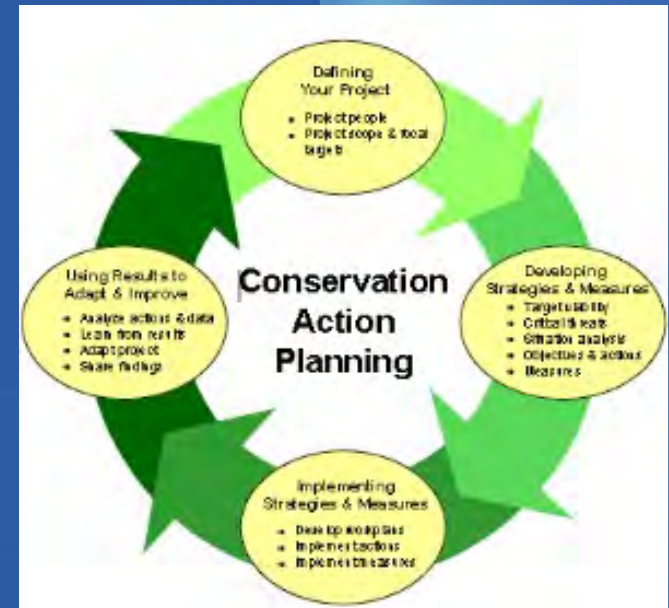 Defining
Your Project
Project people
Project scope & focal
targets
Developing
Strategies & Measures
Target viability
Critical threats
Situation analysis
Objectives & actions
Measures
Implementing
Strategies & Measures
Develop workplans
Implement actions
Implement measures
Using Results to
Adapt & Improve
Analyze actions & data
Learn from results
Adapt project
Share findings
Conservation
Action
Planning